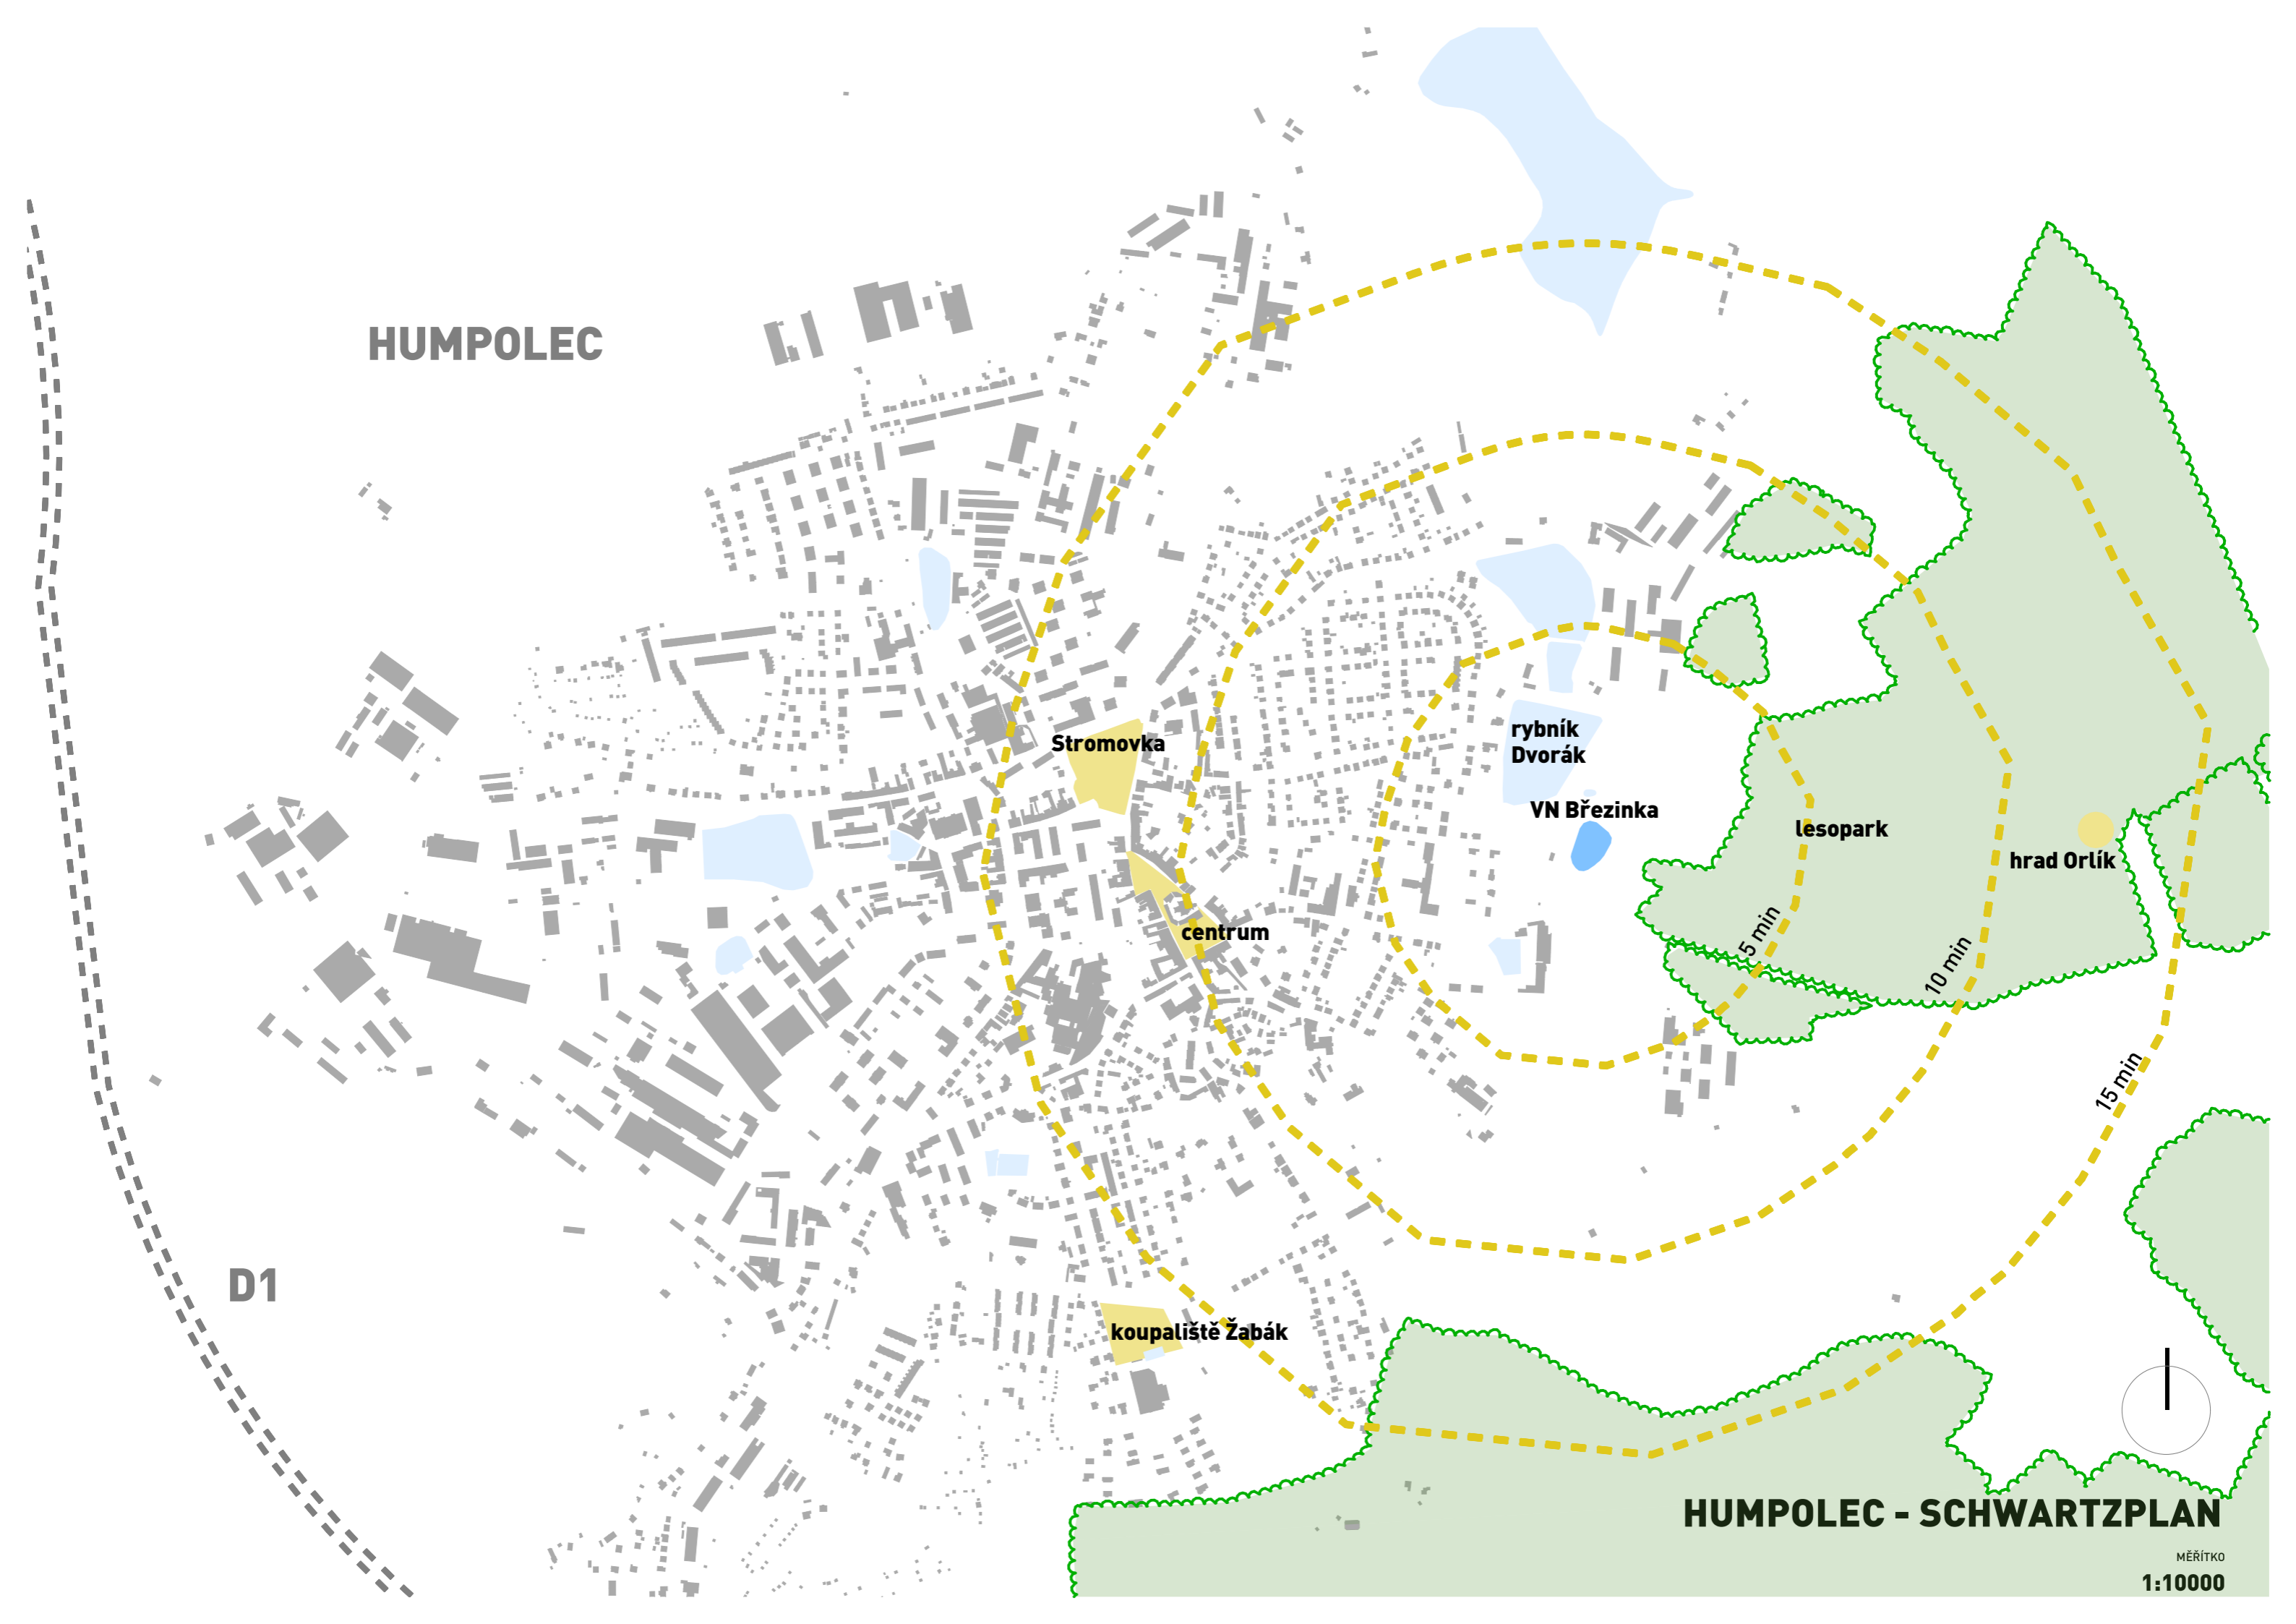 HUMPOLEC
Stromovka
rybník
Dvorák
VN Březinka
lesopark
hrad Orlík
centrum
5 min
10 min
15 min
D1
koupaliště Žabák
HUMPOLEC - SCHWARTZPLAN
MĚŘÍTKO
1:10000